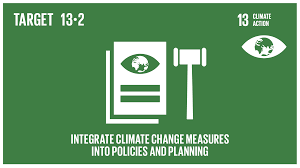 TARGET 13·2
13 CLIMATE
ACTION
INTEGRATE CLIMATE CHANGE MEASURES
INTO POLICIES AND PLANNING